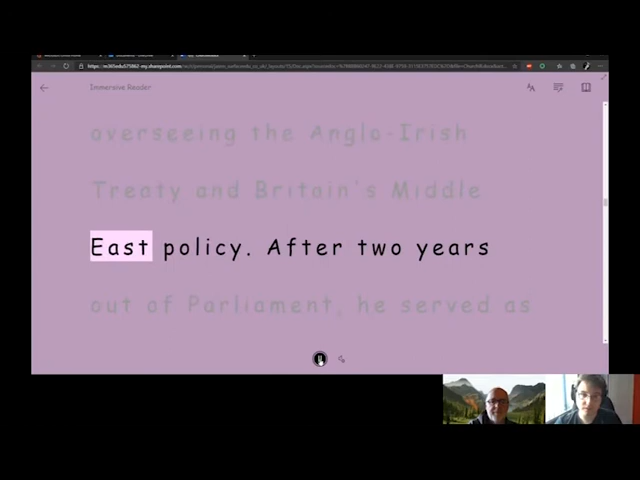 Immersive Reader
overseeing the Anglo-Irish
Treaty and Britain's Middle
East policy. After two years
out of Parliament, he served as